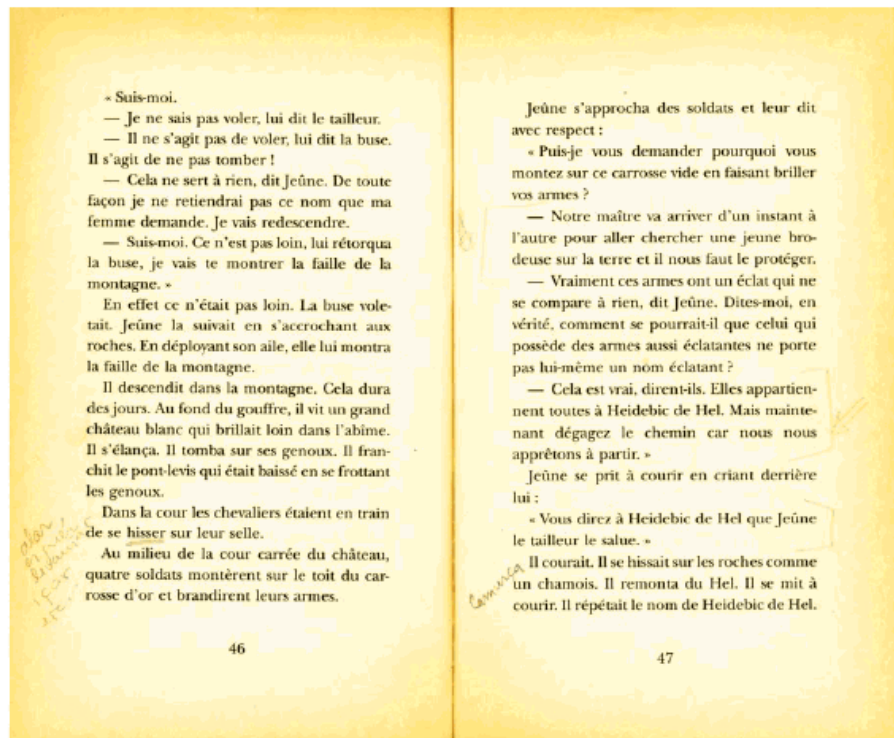 « Suis-moi.
— Je ne sais pas voler, lui dit le tailleur.
— Il ne s'agit pas de voler, lui dit la buse.
Il s'agit de ne pas tomber !
— Cela ne sert à rien, dit Jeûne. De toute
façon je ne retiendrai pas ce nom que ma
femme demande. Je vais redescendre.
— Suis-moi. Ce n'est pas loin, lui rétorqua
la buse, je vais te montrer la faille de la
montagne. »
En effet ce n'était pas loin. La buse vole-
tait. Jeûne la suivait en s'accrochant aux
roches. En déployant son aile, elle lui montra
la faille de la montagne.
Il descendit dans la montagne. Cela dura
des jours. Au fond du gouffre, il vit un grand
château blanc qui brillait loin dans l'abîme.
Il s'élança. Il tomba sur ses genoux. Il fran-
chit le pont-levis qui était baissé en se frottant
les genoux.
Dans la cour les chevaliers étaient en train
de se hisser sur leur selle.
Au milieu de la cour carrée du château,
quatre soldats montèrent sur le toit du car-
rosse d'or et brandirent leurs armes.
46
Jeûne s'approcha des soldats et leur dit
avec respect :
« Puis-je vous demander pourquoi vous
montez sur ce carrosse vide en faisant briller
vos armes ?
— Notre maître va arriver d'un instant à
l'autre pour aller chercher une jeune bro-
deuse sur la terre et il nous faut le protéger.
— Vraiment ces armes ont un éclat qui ne
se compare à rien, dit Jeûne. Dites-moi, en
vérité, comment se pourrait-il que celui qui
possède des armes aussi éclatantes ne porte
pas lui-même un nom éclatant ?
— Cela est vrai, dirent-ils. Elles appartien-
nent toutes à Heidebic de Hel. Mais mainte-
nant dégagez le chemin car nous nous
apprêtons à partir. »
Jeûne se prit à courir en criant derrière
lui :
« Vous direz à Heidebic de Hel que Jeûne
le tailleur le salue. »
Il courait. Il se hissait sur les roches comme
un chamois. Il remonta du Hel. Il se mit à
courir. Il répétait le nom de Heidebic de Hel.
Camurça
47